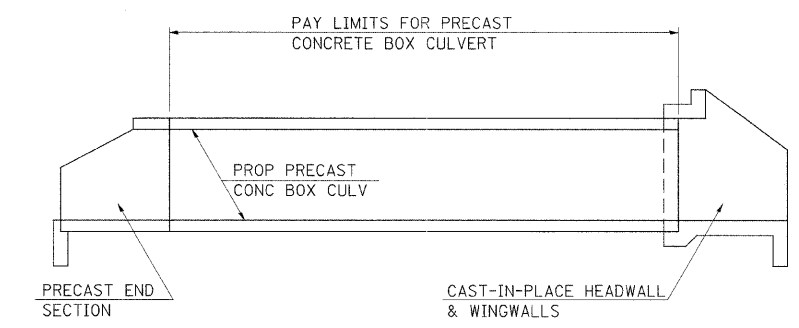 PAY LIMITS FOR PRECAST
CONCRETE BOX CULVERT
PROP PRECAST
CONC BOX CULV
PRECAST END
SECTION
CAST-IN-PLACE HEADWALL
& WINGWALLS